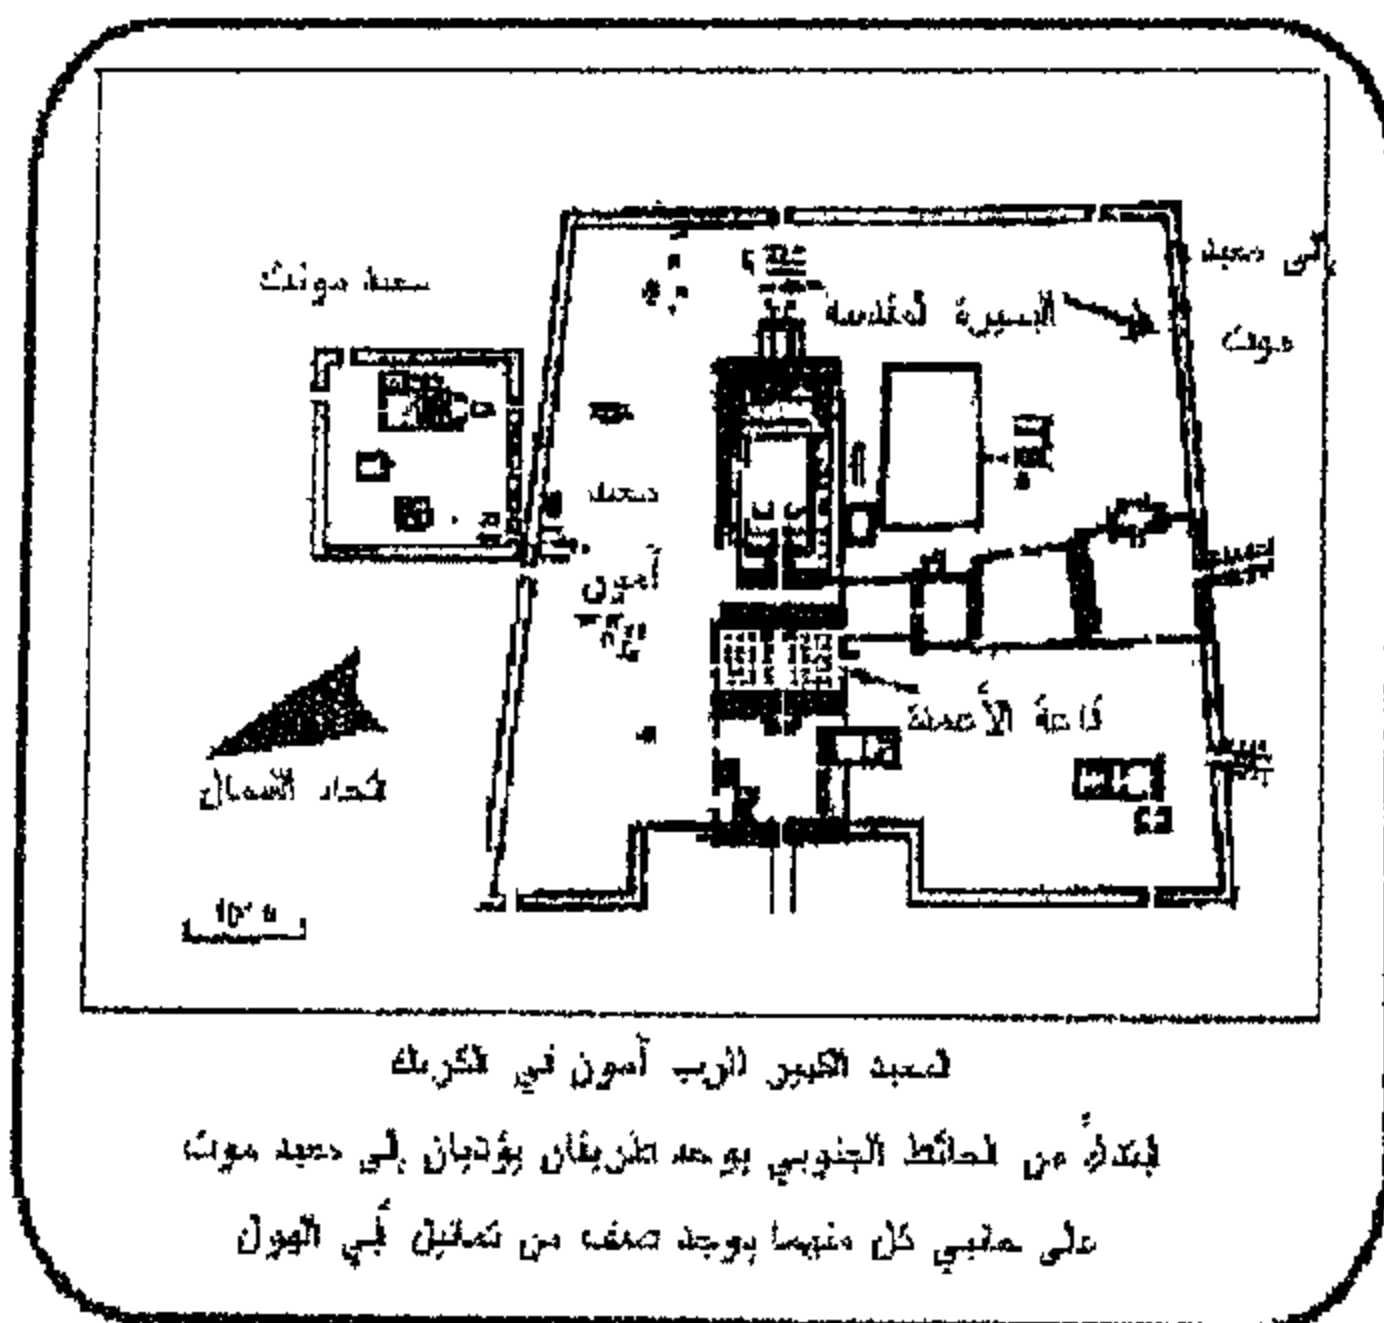 إلى معبد
موت
معبد مونت
البحيرة المقدسة
معبد
آمون
قاعة الأعمدة
اتجاه الشمال
المعبد الكبير للرب آمون في الكرنك
ابتداءً من الحائط الجنوبي يوجد طريقان يؤديان إلى معبد موت
على جانبي كل منهما يوجد صف من تماثيل أبي الهول